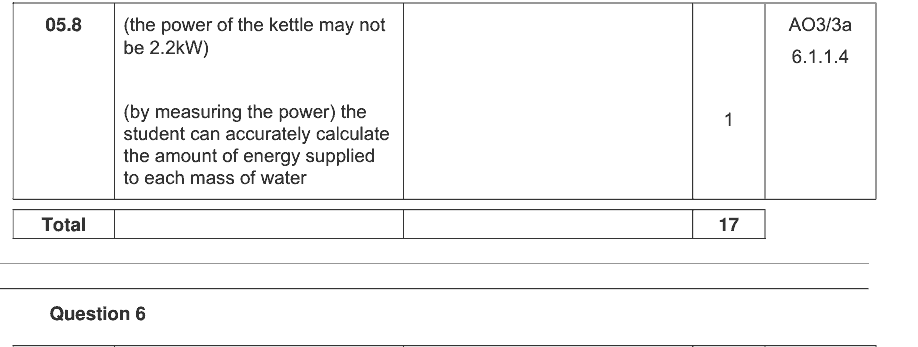 05.8
(the power of the kettle may not
be 2.2kW)
AO3/3a
6.1.1.4
(by measuring the power) the
student can accurately calculate
the amount of energy supplied
to each mass of water
1
Total
17
Question 6